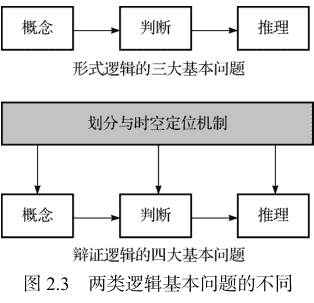 概念 判断 推理
形式逻辑的三大基本问题
划分与时空定位机制
概念 判断 推理
辩证逻辑的四大基本问题
图 2.3 两类逻辑基本问题的不同